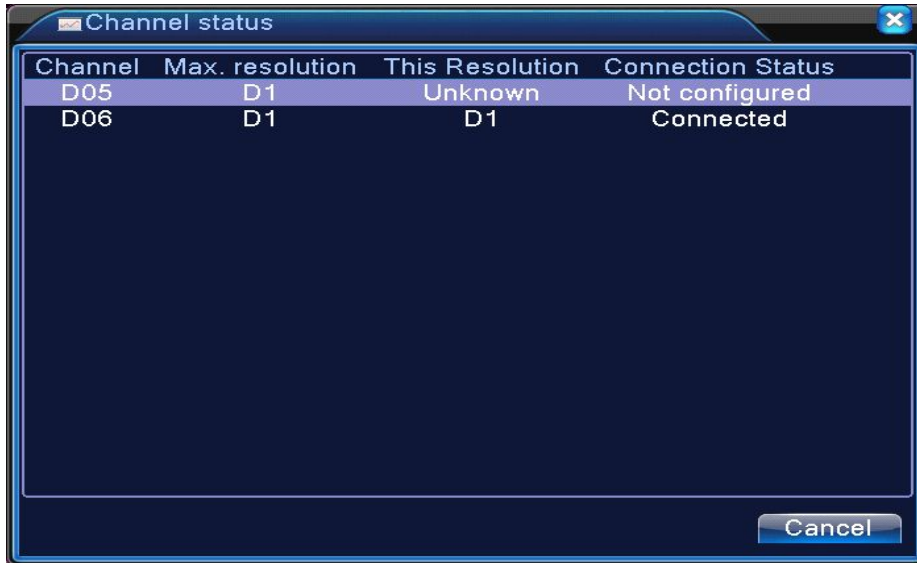 Channel status
Channel Max. resolution This Resolution Connection Status
D05 D1 Unknown Not configured
D06 D1 D1 Connected
Cancel